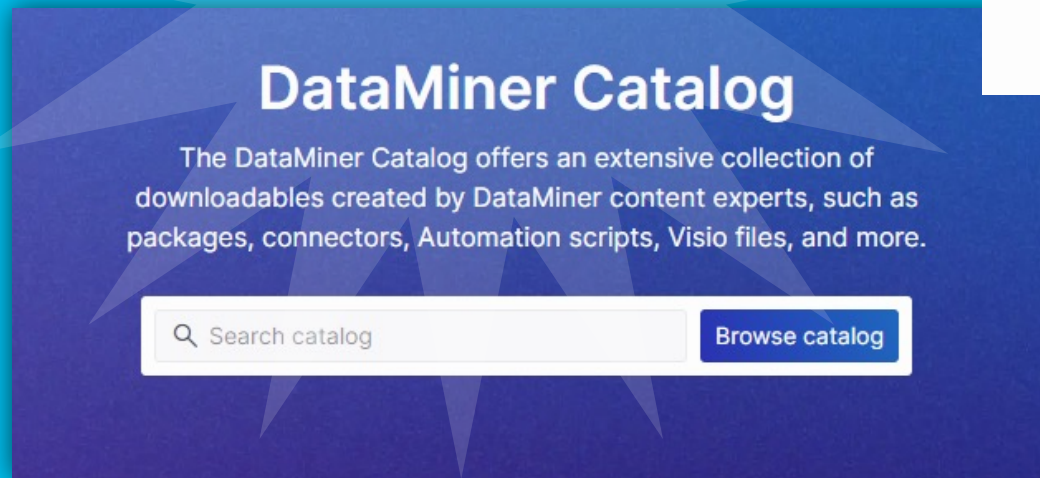 DataMiner Catalog
The DataMiner Catalog offers an extensive collection of
downloadables created by DataMiner content experts, such as
packages, connectors, Automation scripts, Visio files, and more.
Search catalog
Browse catalog